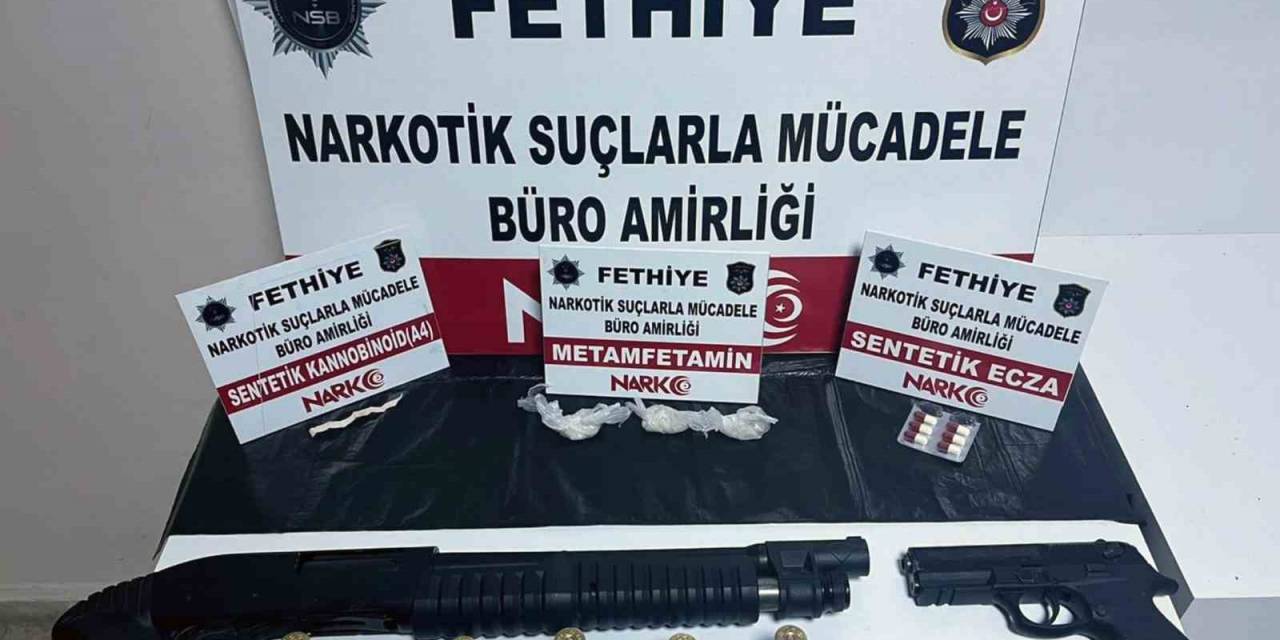 NSB
FETHİYE
NARKOTİK SUÇLARLA MÜCADELE
BÜRO AMİRLİĞİ
FETHİYE
NARKOTİK SUÇLARLA MÜCADELE
BÜRO AMİRLİĞİ
SENTETİK KANNOBİNOİD(A4)
NARKO
FETHİYE
NARKOTİK SUÇLARLA MÜCADELE
BÜRO AMİRLİĞİ
METAMFETAMİN
NARKO
FETHİYE
NARKOTİK SUÇLARLA MÜCADELE
BÜRO AMİRLİĞİ
SENTETİK ECZA
NARKO